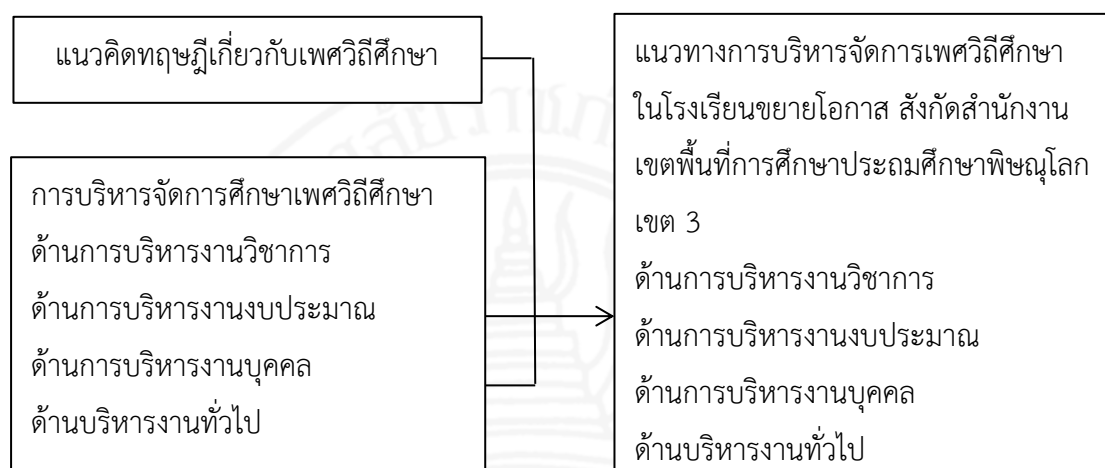 แนวคิดทฤษฎีเกี่ยวกับเพศวิถีศึกษา
การบริหารจัดการศึกษาเพศวิถีศึกษา
ด้านการบริหารงานวิชาการ
ด้านการบริหารงานงบประมาณ
ด้านการบริหารงานบุคคล
ด้านบริหารงานทั่วไป
แนวทางการบริหารจัดการเพศวิถีศึกษา
ในโรงเรียนขยายโอกาส สังกัดสำนักงาน
เขตพื้นที่การศึกษาประถมศึกษาพิษณุโลก
เขต 3
ด้านการบริหารงานวิชาการ
ด้านการบริหารงานงบประมาณ
ด้านการบริหารงานบุคคล
ด้านบริหารงานทั่วไป